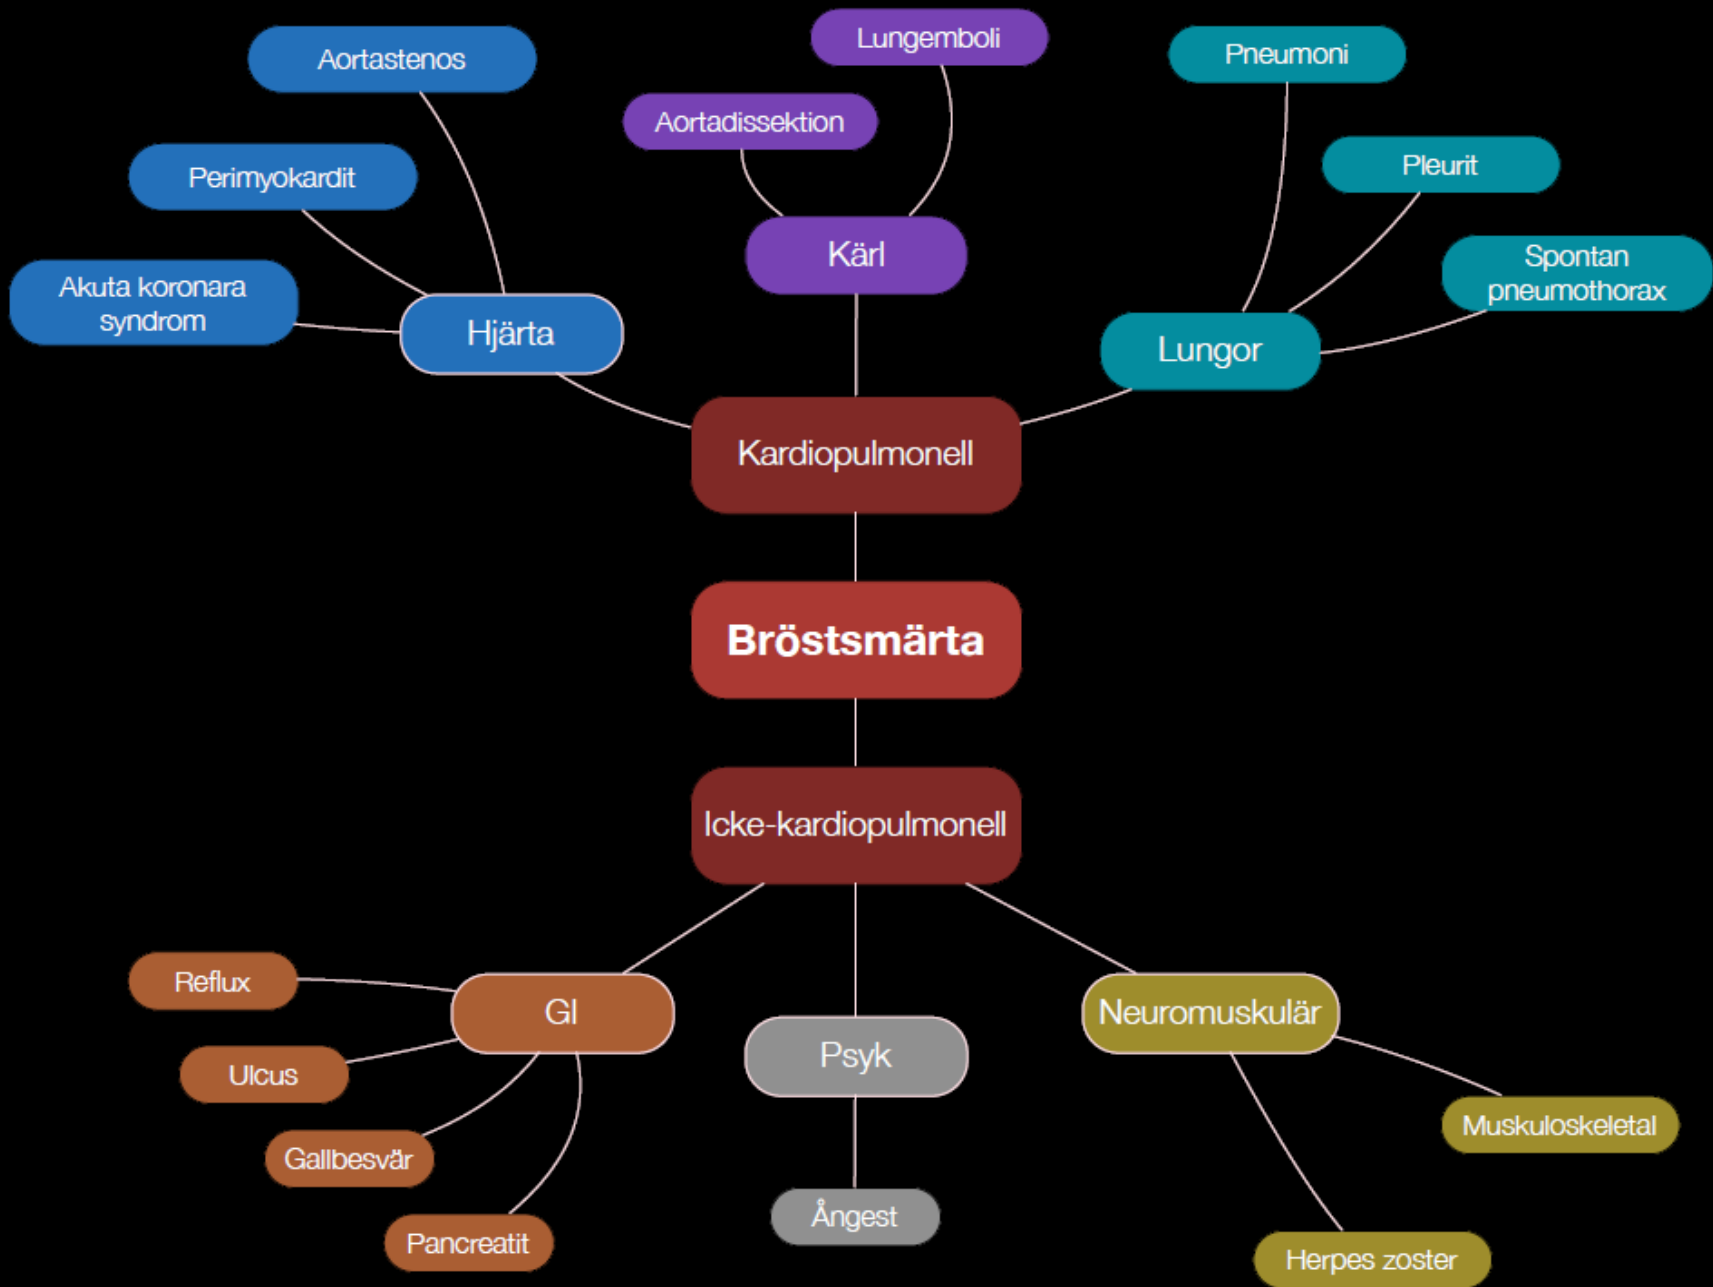 Lungemboli
Pneumoni
Aortastenos
Aortadissektion
Pleurit
Perimyokardit
Kärl
Spontan
pneumothorax
Akuta koronara
syndrom
Hjärta
Lungor
Kardiopulmonell
Bröstsmärta
Icke-kardiopulmonell
Reflux
GI
Neuromuskulär
Psyk
Ulcus
Muskuloskeletal
Gallbesvär
Ångest
Pancreatit
Herpes zoster